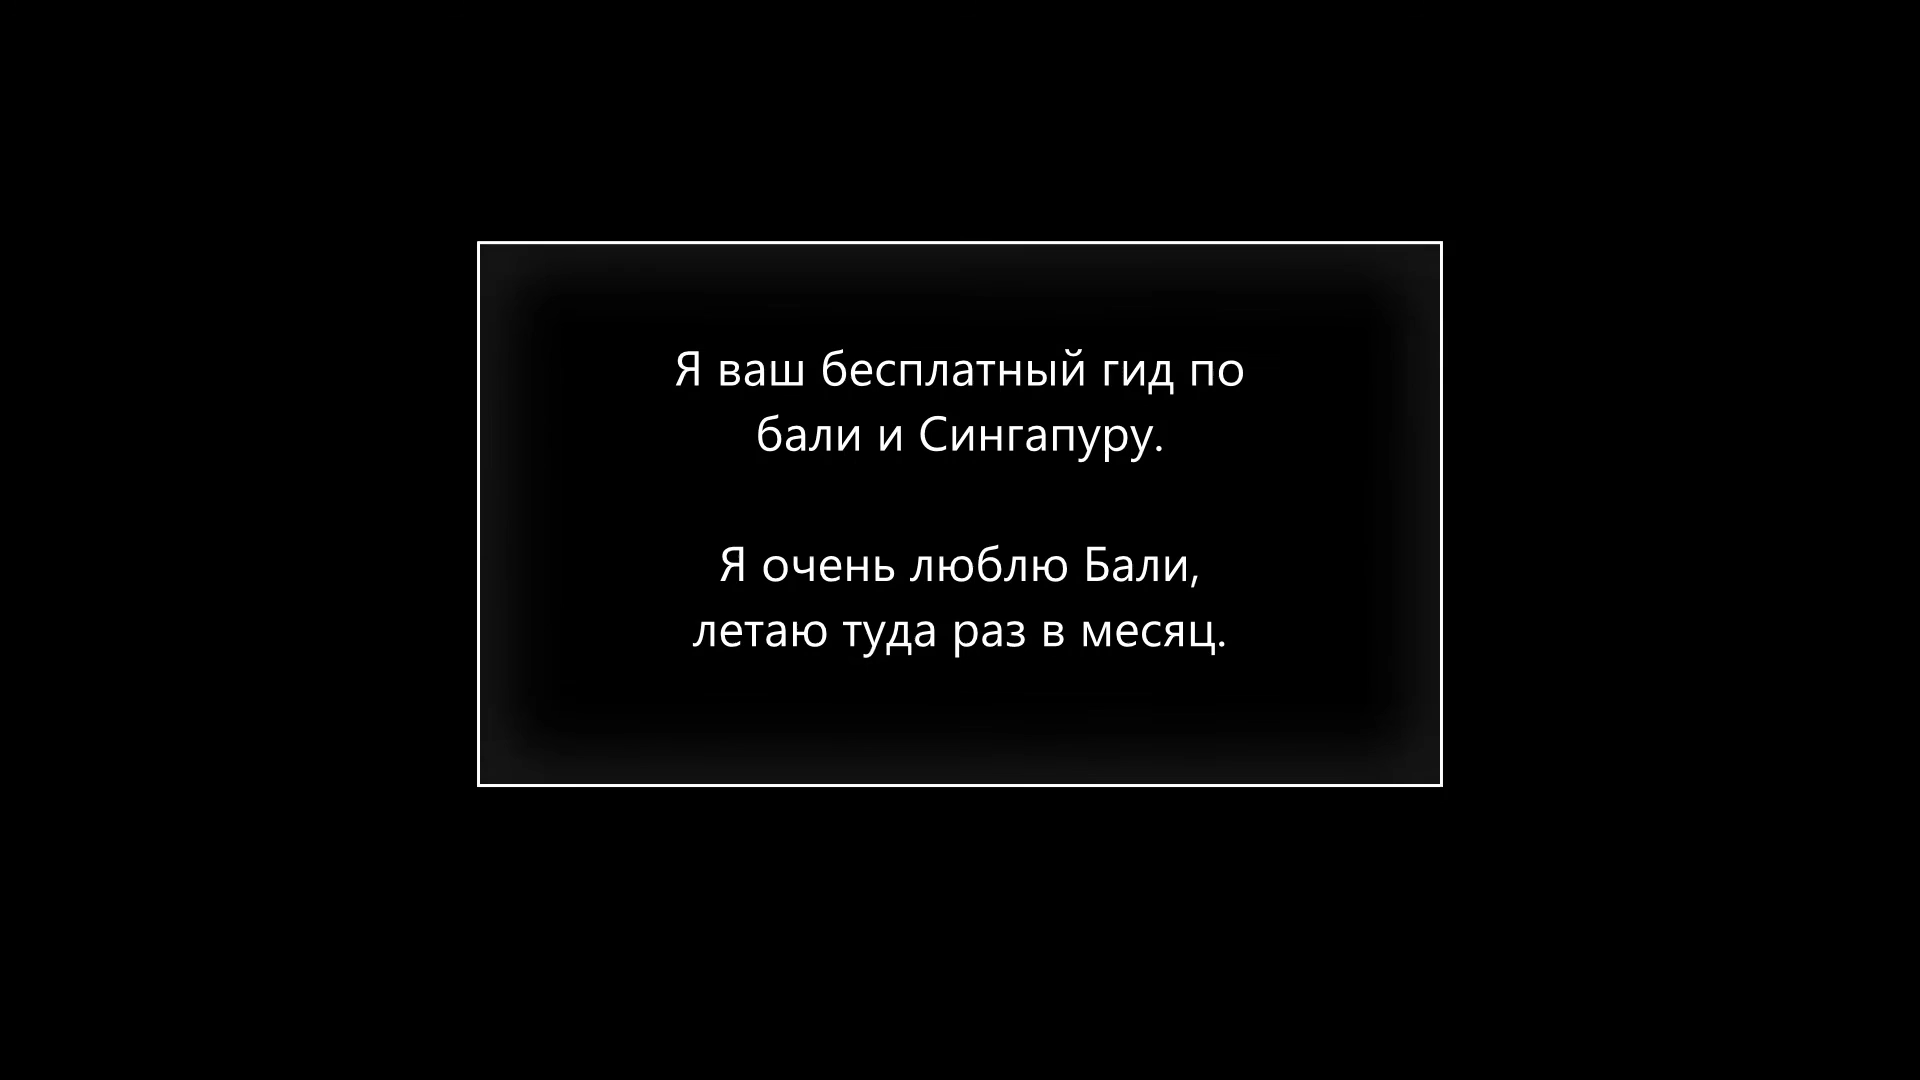 Я ваш бесплатный гид по
бали и Сингапуру.
Я очень люблю Бали,
летаю туда раз в месяц.